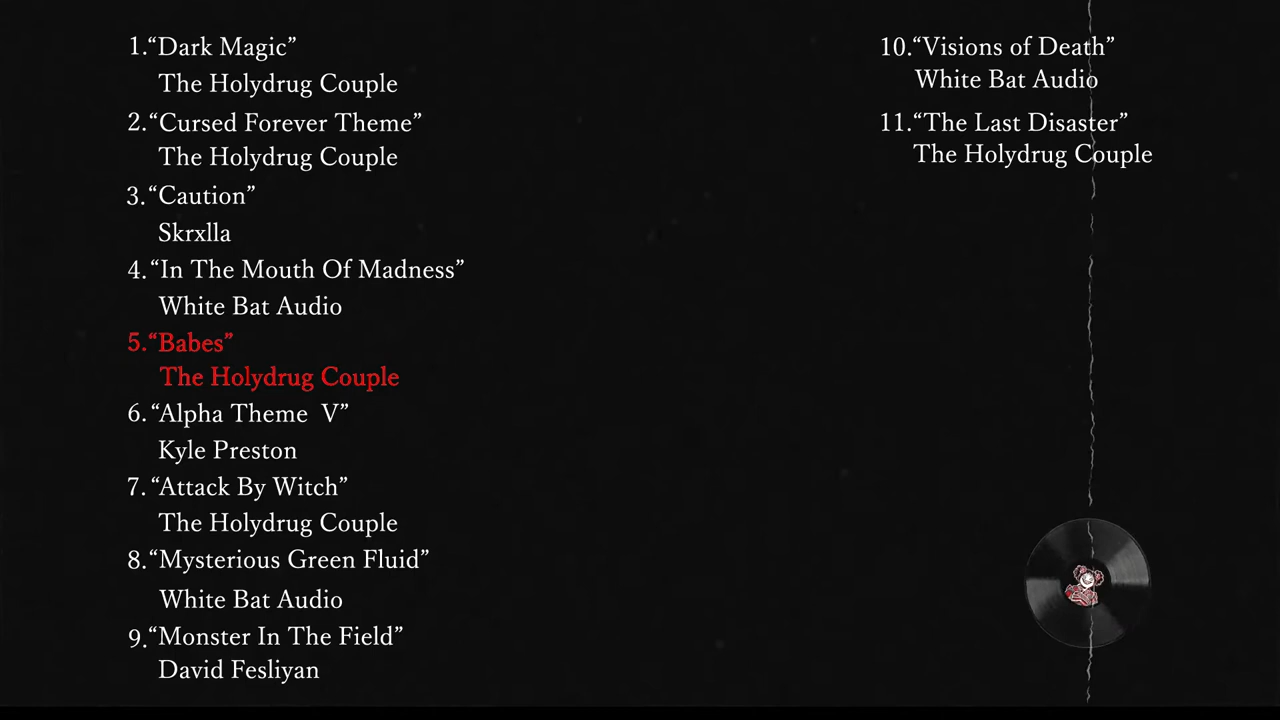 1.“Dark Magic”
The Holydrug Couple
2.“Cursed Forever Theme”
The Holydrug Couple
3.“Caution”
Skrxlla
4.“In The Mouth Of Madness”
White Bat Audio
5.“Babes”
The Holydrug Couple
6.“Alpha Theme V”
Kyle Preston
7.“Attack By Witch”
The Holydrug Couple
8.“Mysterious Green Fluid”
White Bat Audio
9.“Monster In The Field”
David Fesliyan
10.“Visions of Death”
White Bat Audio
11.“The Last Disaster”
The Holydrug Couple